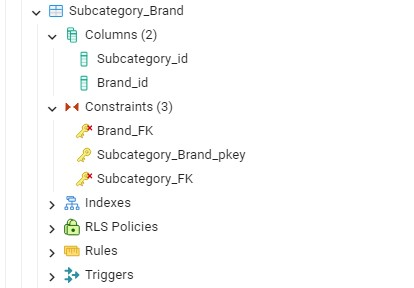 Subcategory_Brand
Columns (2)
Subcategory_id
Brand_id
Constraints (3)
Brand_FK
Subcategory_Brand_pkey
Subcategory_FK
Indexes
RLS Policies
Rules
Triggers